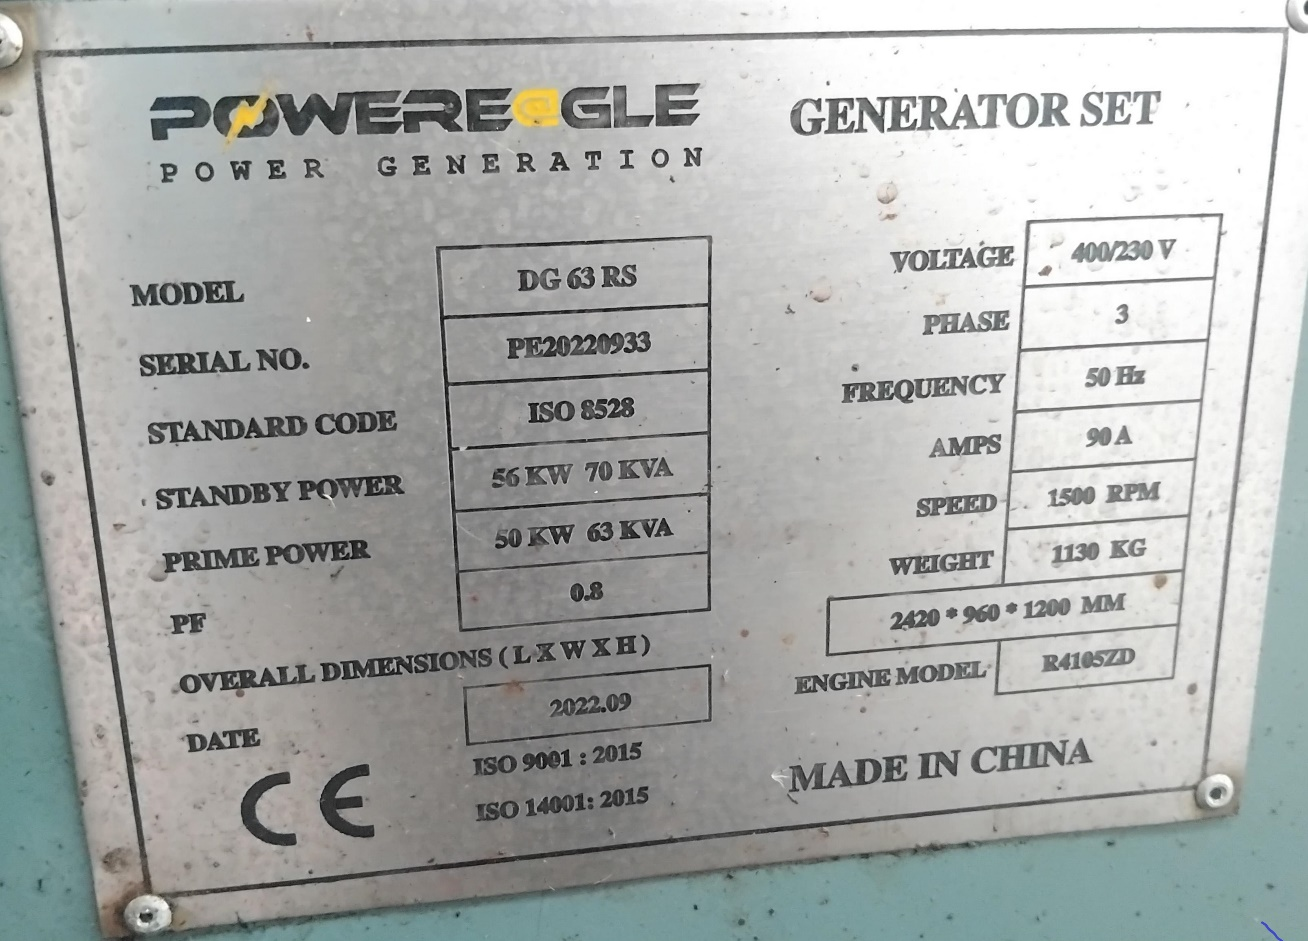 POWEREAGLE
POWER GENERATION
GENERATOR SET
MODEL DG 63 RS
SERIAL NO. PE20220933
STANDARD CODE ISO 8528
STANDBY POWER 56 KW 70 KVA
PRIME POWER 50 KW 63 KVA
PF 0.8
VOLTAGE 400/230 V
PHASE 3
FREQUENCY 50 Hz
AMPS 90 A
SPEED 1500 RPM
WEIGHT 1130 KG
OVERALL DIMENSIONS ( L X W X H ) 2420 * 960 * 1200 MM
DATE 2022.09
ENGINE MODEL R4105ZD
CE
ISO 9001 : 2015
ISO 14001: 2015
MADE IN CHINA